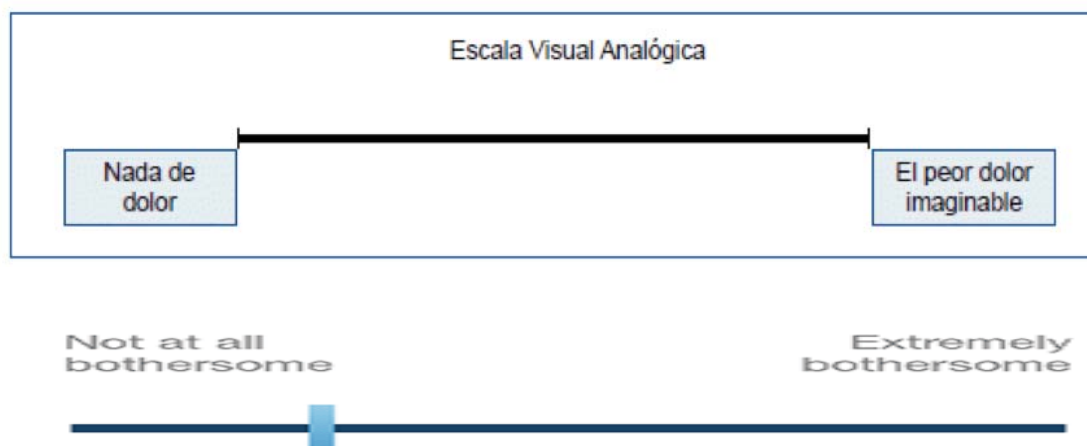 Escala Visual Analógica
Nada de
dolor
El peor dolor
imaginable
Not at all
bothersome
Extremely
bothersome